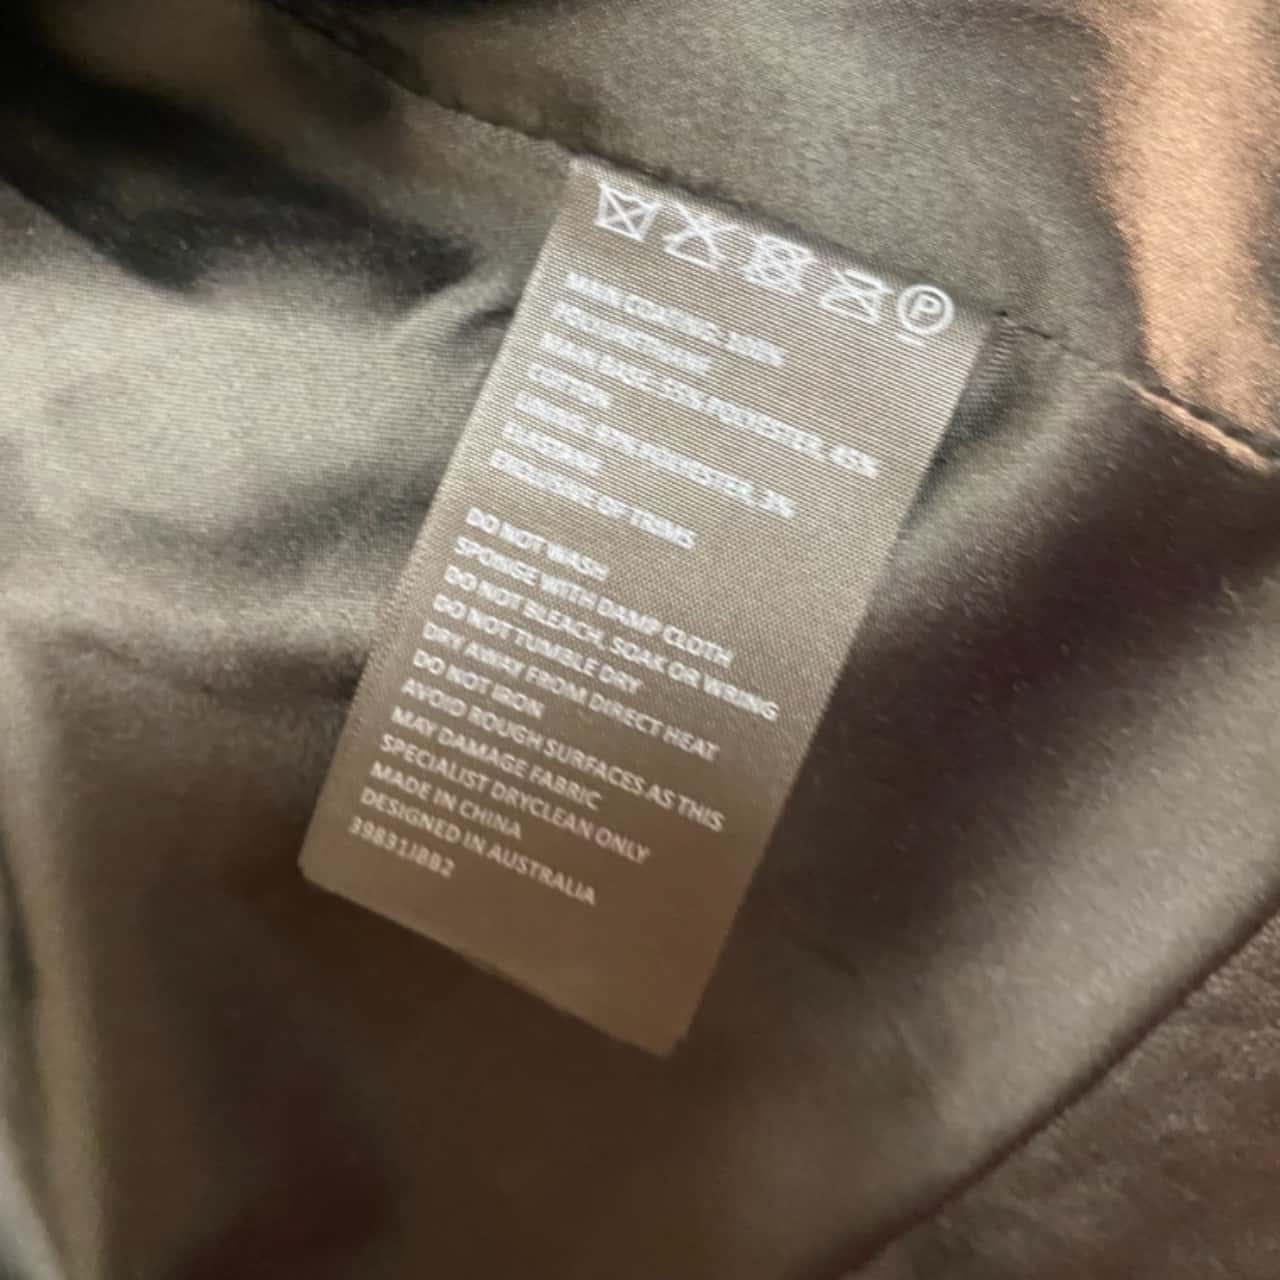 P
MAIN COATING: 100%
POLYURETHANE
MAIN BASE: 55% POLYESTER, 45%
COTTON
LINING: 97% POLYESTER, 3%
ELASTANE
EXCLUSIVE OF TRIMS
DO NOT WASH
SPONGE WITH DAMP CLOTH
DO NOT BLEACH, SOAK OR WRING
DO NOT TUMBLE DRY
DRY AWAY FROM DIRECT HEAT
DO NOT IRON
AVOID ROUGH SURFACES AS THIS
MAY DAMAGE FABRIC
SPECIALIST DRYCLEAN ONLY
MADE IN CHINA
DESIGNED IN AUSTRALIA